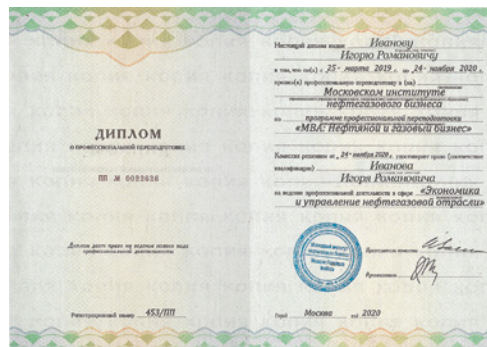 ДИПЛОМ
О ПРОФЕССИОНАЛЬНОЙ ПЕРЕПОДГОТОВКЕ
ПП № 0023636
Диплом дает право на ведение нового вида
профессиональной деятельности
Регистрационный номер 453/ПП
Настоящий диплом выдан Иванову
Игорю Романовичу
в том, что он(а) с 25 марта 2019 по 24 ноября 2020
прошел(а) профессиональную переподготовку в (на)
Московском институте
нефтегазового бизнеса
по программе профессиональной переподготовки
«МВА: Нефтяной и газовый бизнес»
Комиссия решением от 24 ноября 2020 удостоверяет право (соответствие
квалификации) Иванова
Игоря Романовича
на ведение профессиональной деятельности в сфере «Экономика
и управление нефтегазовой отрасли»
Председатель комиссии
Руководитель
Город Москва год 2020